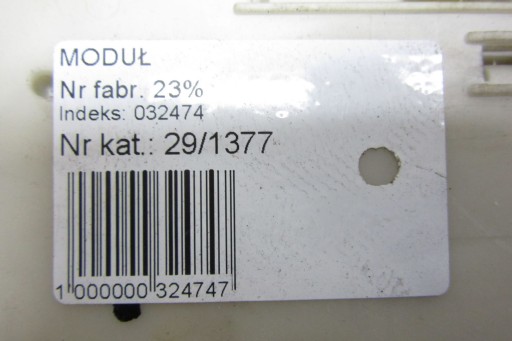 MODUŁ
Nr fabr. 23%
Indeks: 032474
Nr kat.: 29/1377
1 000000 324747